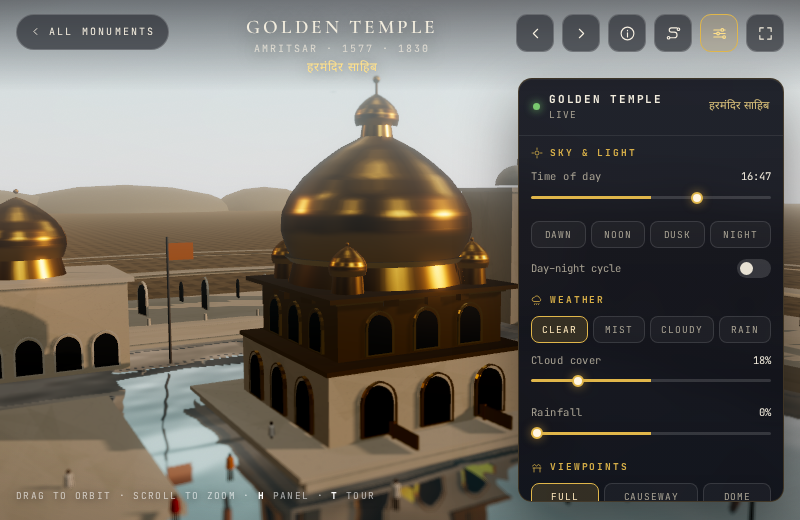 ALL MONUMENTS
GOLDEN TEMPLE
AMRITSAR · 1577 · 1830
हरमंदिर साहिब
GOLDEN TEMPLE
LIVE
हरमंदिर साहिब
SKY & LIGHT
Time of day 16:47
DAWN NOON DUSK NIGHT
Day-night cycle
WEATHER
CLEAR MIST CLOUDY RAIN
Cloud cover 18%
Rainfall 0%
VIEWPOINTS
FULL CAUSEWAY DOME
DRAG TO ORBIT · SCROLL TO ZOOM · H PANEL · T TOUR